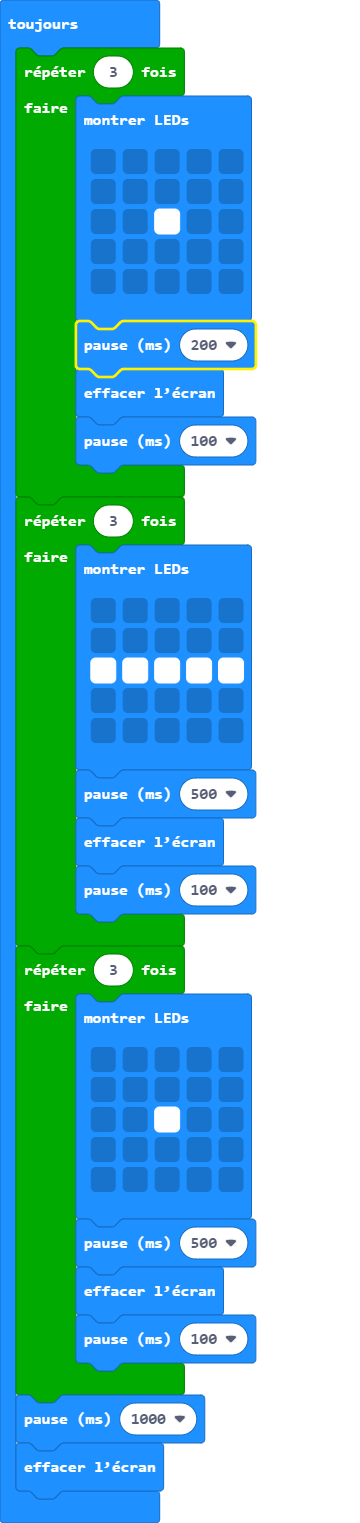 toujours
répéter 3 fois
faire
montrer LEDs
pause (ms) 200
effacer l’écran
pause (ms) 100
répéter 3 fois
faire
montrer LEDs
pause (ms) 500
effacer l’écran
pause (ms) 100
répéter 3 fois
faire
montrer LEDs
pause (ms) 500
effacer l’écran
pause (ms) 100
pause (ms) 1000
effacer l’écran